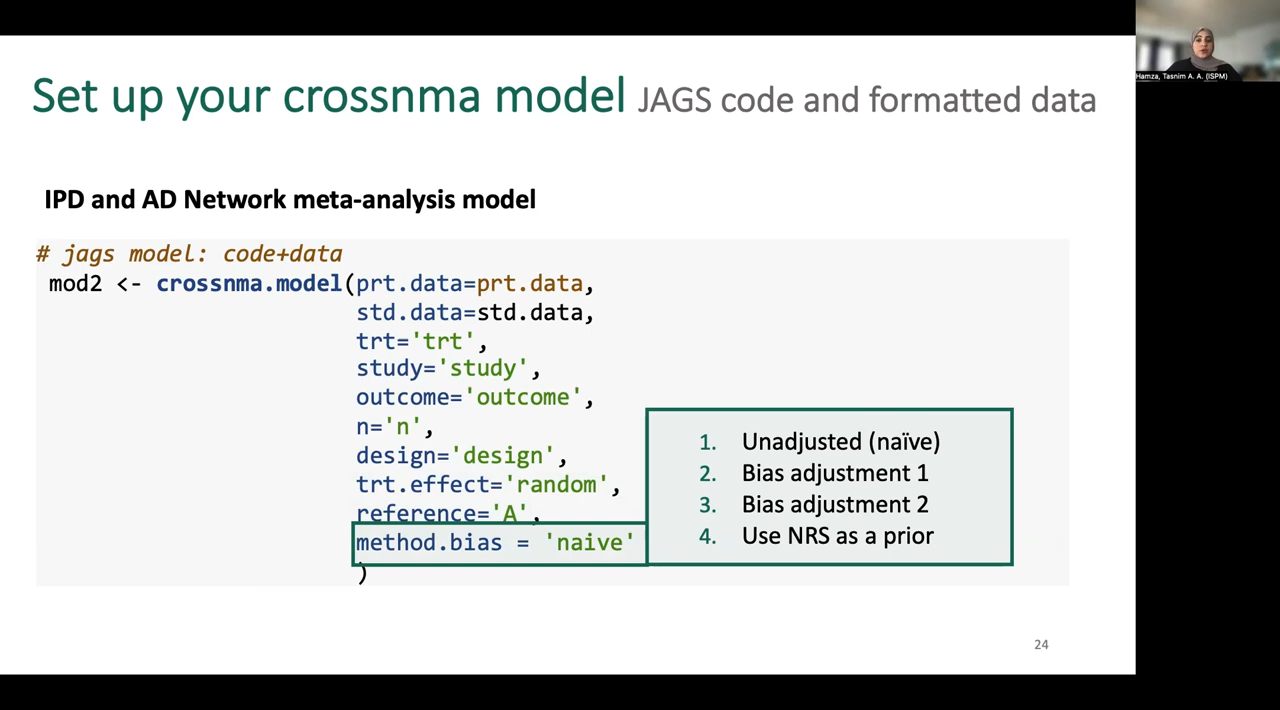 Set up your crossnma model JAGS code and formatted data
Hamza, Tasnim A. A. (ISPM)
IPD and AD Network meta-analysis model
# jags model: code+data
mod2 <- crossnma.model(prt.data=prt.data,
std.data=std.data,
trt='trt',
study='study',
outcome='outcome',
n='n',
design='design',
trt.effect='random',
reference='A',
method.bias = 'naive'
)
1. Unadjusted (naïve)
2. Bias adjustment 1
3. Bias adjustment 2
4. Use NRS as a prior
24